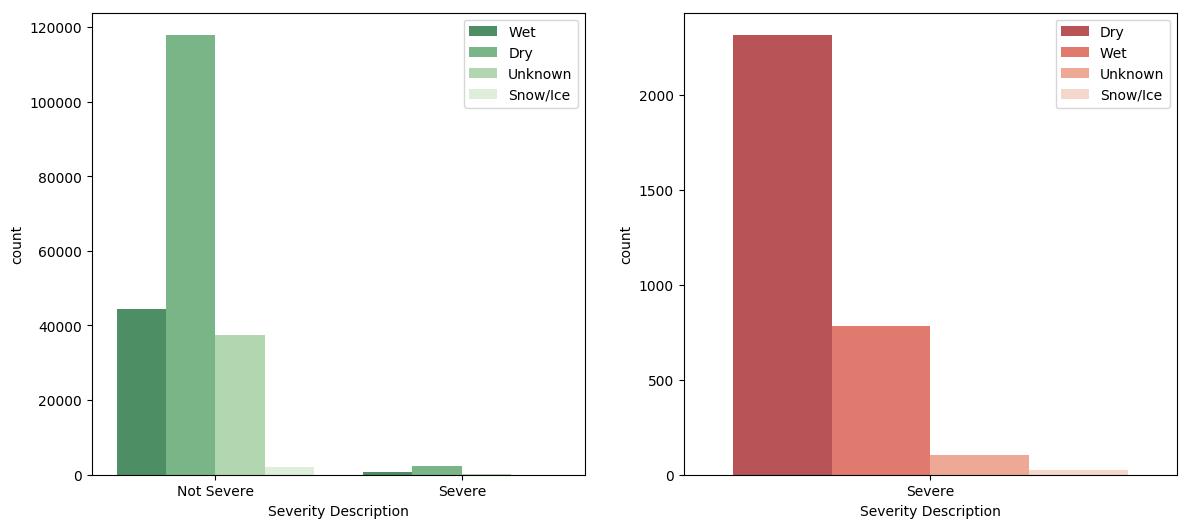 120000
100000
80000
60000
40000
20000
0
count
Wet
Dry
Unknown
Snow/Ice
Not Severe
Severe
Severity Description
2000
1500
1000
500
0
count
Dry
Wet
Unknown
Snow/Ice
Severe
Severity Description